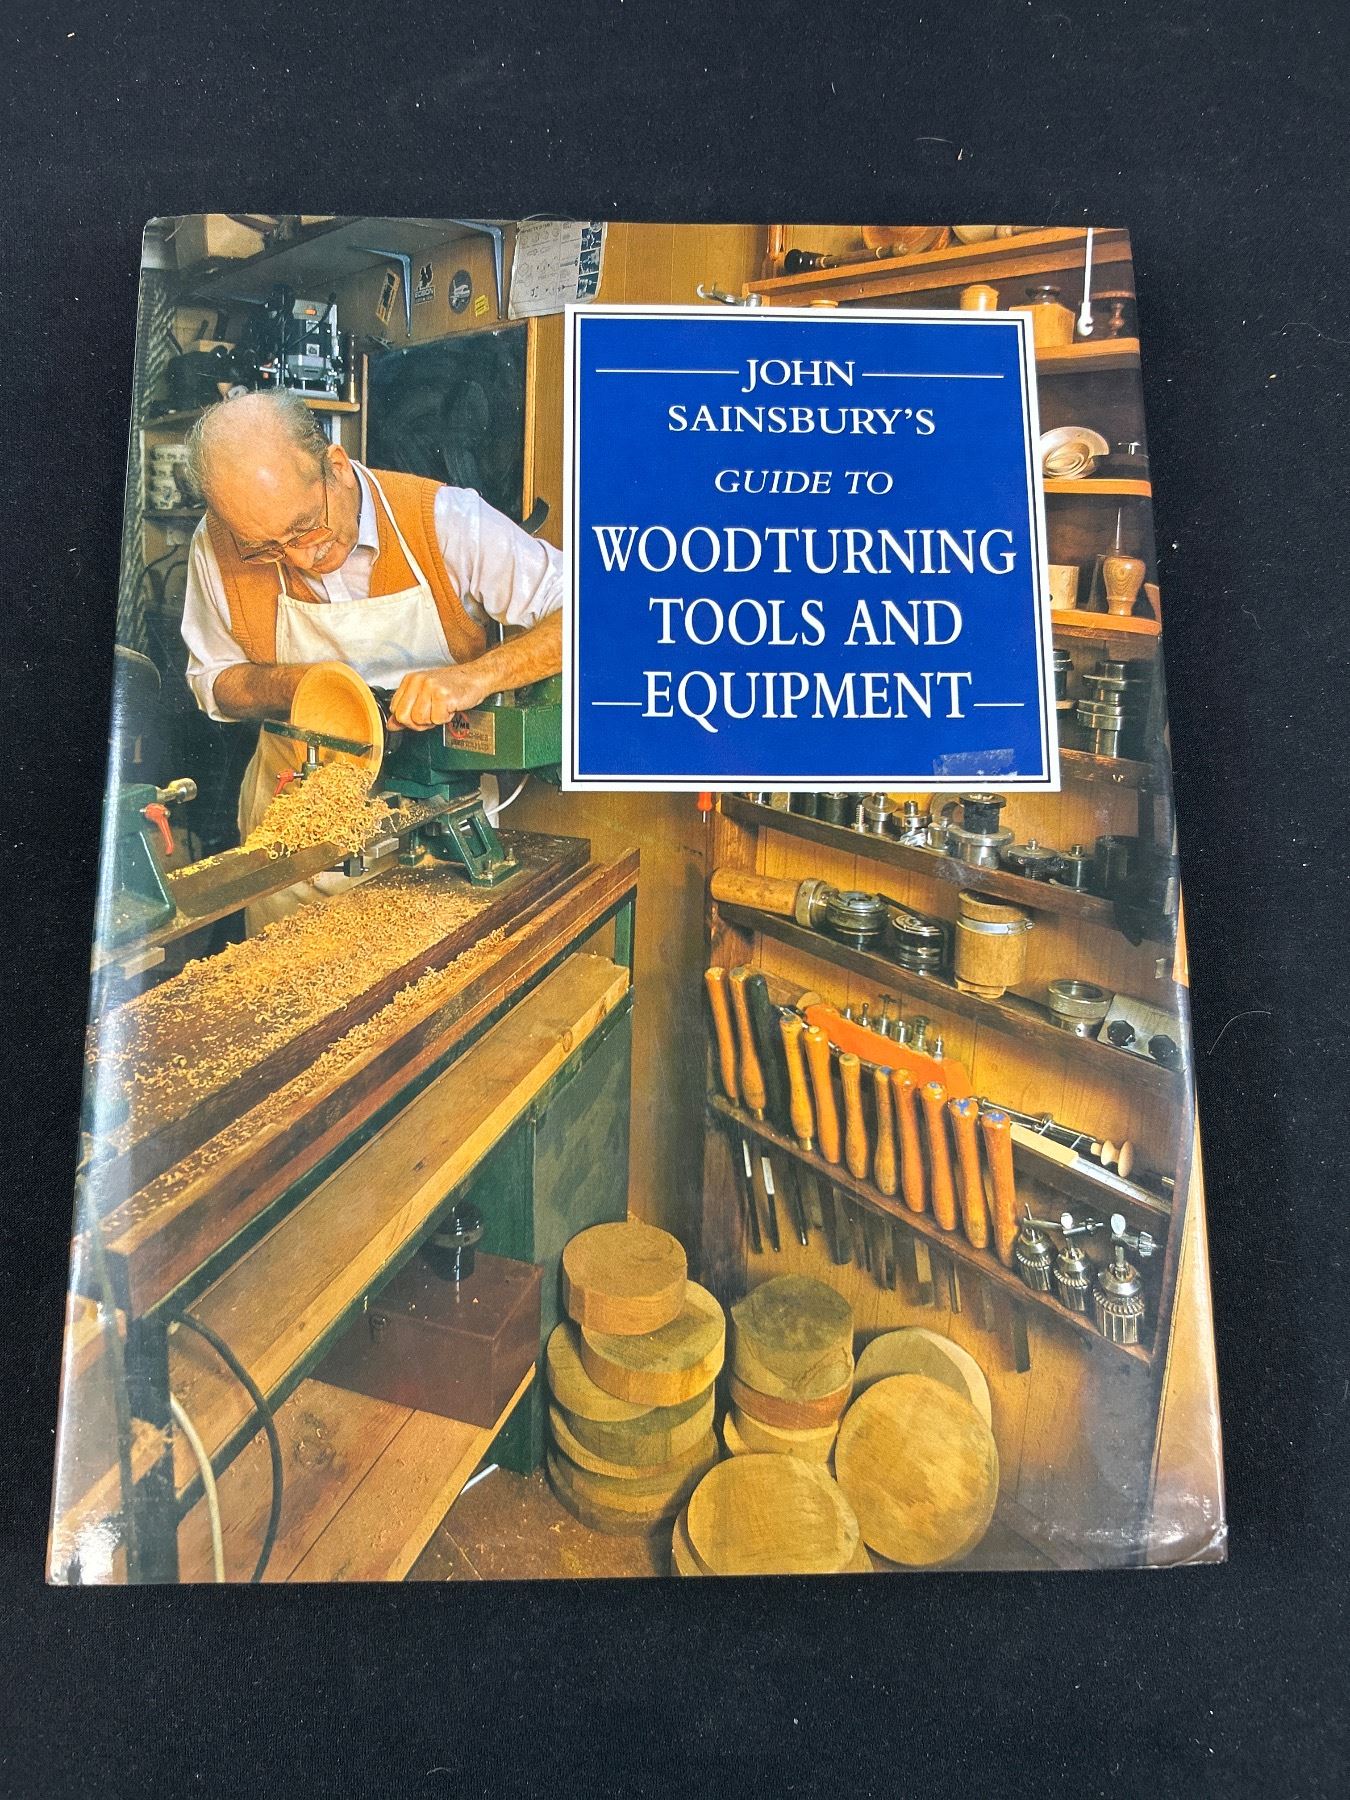 JOHN
SAINSBURY'S
GUIDE TO
WOODTURNING
TOOLS AND
EQUIPMENT